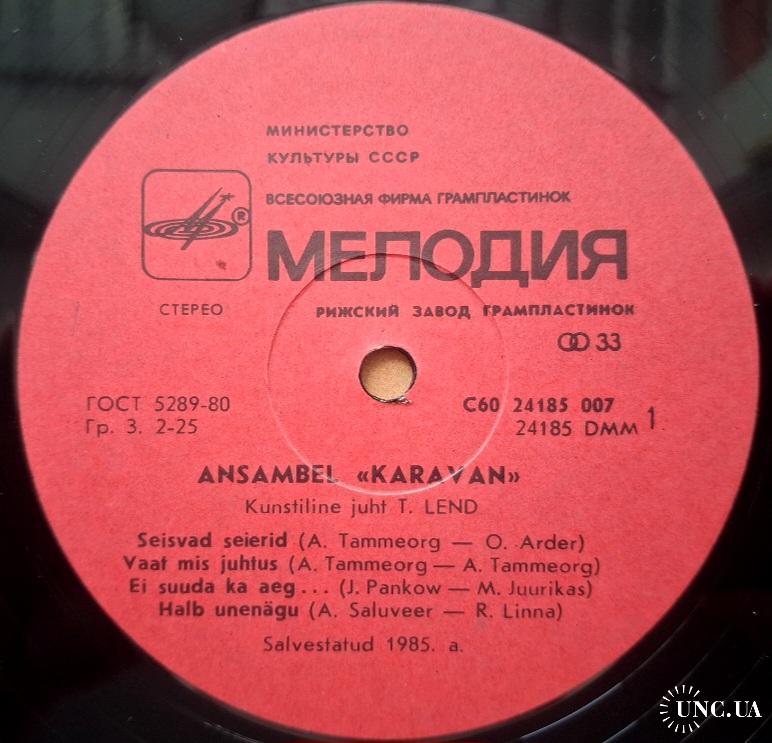 МИНИСТЕРСТВО
КУЛЬТУРЫ СССР
ВСЕСОЮЗНАЯ ФИРМА ГРАМПЛАСТИНОК
®
МЕЛОДИЯ
СТЕРЕО
РИЖСКИЙ ЗАВОД ГРАМПЛАСТИНОК
33
ГОСТ 5289-80
Гр. 3. 2-25
С60 24185 007
24185 DMM 1
ANSAMBEL «KARAVAN»
Kunstiline juht T. LEND
Seisvad seierid (A. Tammeorg — O. Arder)
Vaat mis juhtus (A. Tammeorg — A. Tammeorg)
Ei suuda ka aeg... (J. Pankow — M. Juurikas)
Halb unenägu (A. Saluveer — R. Linna)
Salvestatud 1985. a.
UNC.UA